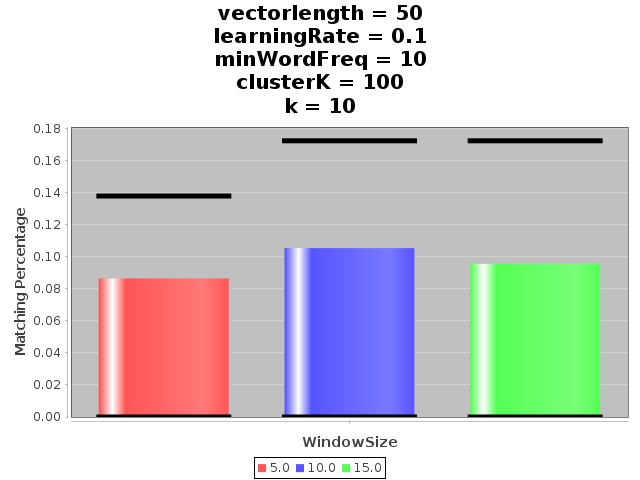 vectorlength = 50
learningRate = 0.1
minWordFreq = 10
clusterK = 100
k = 10
0.18
0.16
0.14
0.12
0.10
0.08
0.06
0.04
0.02
0.00
Matching Percentage
WindowSize
5.0 10.0 15.0